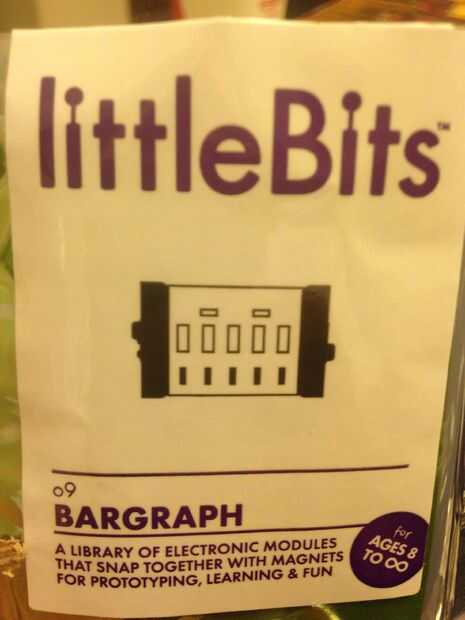 littleBits™
o9
BARGRAPH
A LIBRARY OF ELECTRONIC MODULES
THAT SNAP TOGETHER WITH MAGNETS
FOR PROTOTYPING, LEARNING & FUN
for
AGES 8
TO ∞